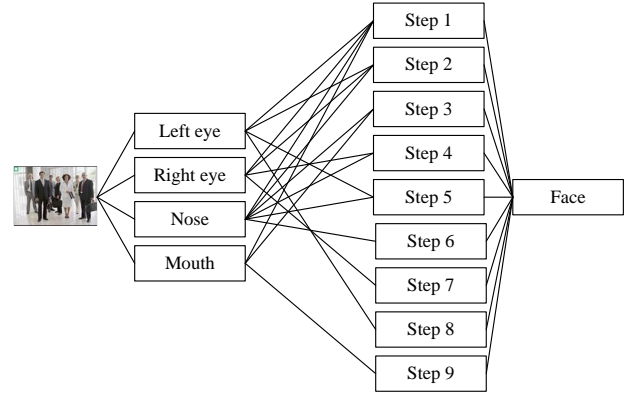 Left eye
Right eye
Nose
Mouth
Step 1
Step 2
Step 3
Step 4
Step 5
Step 6
Step 7
Step 8
Step 9
Face